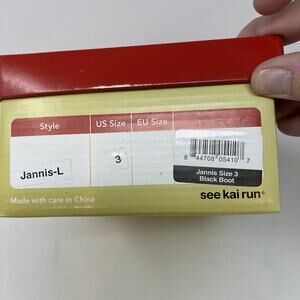 Style US Size EU Size
Jannis-L 3
8 44708 05410 7
Jannis Size 3
Black Boot
Made with care in China
see kai run®